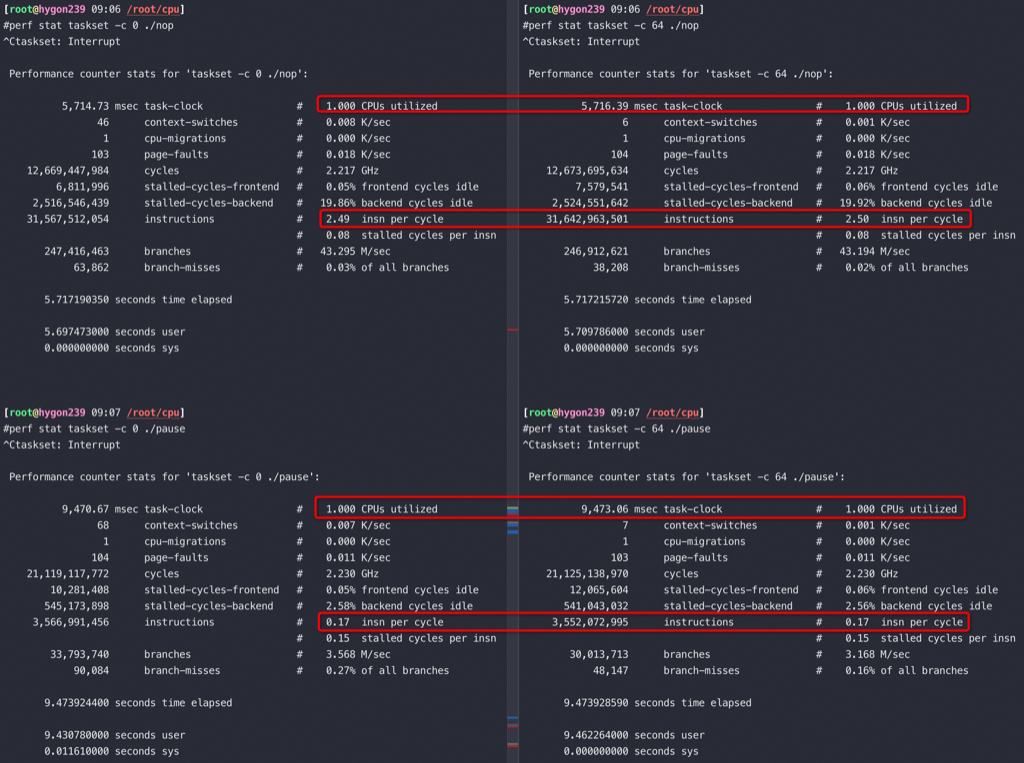 [root@hygon239 09:06 /root/cpu]
#perf stat taskset -c 0 ./nop
^Ctaskset: Interrupt
Performance counter stats for 'taskset -c 0 ./nop':
5,714.73 msec task-clock # 1.000 CPUs utilized
46 context-switches # 0.008 K/sec
1 cpu-migrations # 0.000 K/sec
103 page-faults # 0.018 K/sec
12,669,447,984 cycles # 2.217 GHz
6,811,996 stalled-cycles-frontend # 0.05% frontend cycles idle
2,516,546,439 stalled-cycles-backend # 19.86% backend cycles idle
31,567,512,054 instructions # 2.49 insn per cycle
# 0.08 stalled cycles per insn
247,416,463 branches # 43.295 M/sec
63,862 branch-misses # 0.03% of all branches
5.717190350 seconds time elapsed
5.697473000 seconds user
0.000000000 seconds sys
[root@hygon239 09:06 /root/cpu]
#perf stat taskset -c 64 ./nop
^Ctaskset: Interrupt
Performance counter stats for 'taskset -c 64 ./nop':
5,716.39 msec task-clock # 1.000 CPUs utilized
6 context-switches # 0.001 K/sec
1 cpu-migrations # 0.000 K/sec
104 page-faults # 0.018 K/sec
12,673,695,634 cycles # 2.217 GHz
7,579,541 stalled-cycles-frontend # 0.06% frontend cycles idle
2,524,551,642 stalled-cycles-backend # 19.92% backend cycles idle
31,642,963,501 instructions # 2.50 insn per cycle
# 0.08 stalled cycles per insn
246,912,621 branches # 43.194 M/sec
38,208 branch-misses # 0.02% of all branches
5.717215720 seconds time elapsed
5.709786000 seconds user
0.000000000 seconds sys
[root@hygon239 09:07 /root/cpu]
#perf stat taskset -c 0 ./pause
^Ctaskset: Interrupt
Performance counter stats for 'taskset -c 0 ./pause':
9,470.67 msec task-clock # 1.000 CPUs utilized
68 context-switches # 0.007 K/sec
1 cpu-migrations # 0.000 K/sec
104 page-faults # 0.011 K/sec
21,119,117,772 cycles # 2.230 GHz
10,281,408 stalled-cycles-frontend # 0.05% frontend cycles idle
545,173,898 stalled-cycles-backend # 2.58% backend cycles idle
3,566,991,456 instructions # 0.17 insn per cycle
# 0.15 stalled cycles per insn
33,793,740 branches # 3.568 M/sec
90,084 branch-misses # 0.27% of all branches
9.473924400 seconds time elapsed
9.430780000 seconds user
0.011610000 seconds sys
[root@hygon239 09:07 /root/cpu]
#perf stat taskset -c 64 ./pause
^Ctaskset: Interrupt
Performance counter stats for 'taskset -c 64 ./pause':
9,473.06 msec task-clock # 1.000 CPUs utilized
7 context-switches # 0.001 K/sec
1 cpu-migrations # 0.000 K/sec
103 page-faults # 0.011 K/sec
21,125,138,970 cycles # 2.230 GHz
12,065,604 stalled-cycles-frontend # 0.06% frontend cycles idle
541,043,032 stalled-cycles-backend # 2.56% backend cycles idle
3,552,072,995 instructions # 0.17 insn per cycle
# 0.15 stalled cycles per insn
30,013,713 branches # 3.168 M/sec
48,147 branch-misses # 0.16% of all branches
9.473928590 seconds time elapsed
9.462264000 seconds user
0.000000000 seconds sys